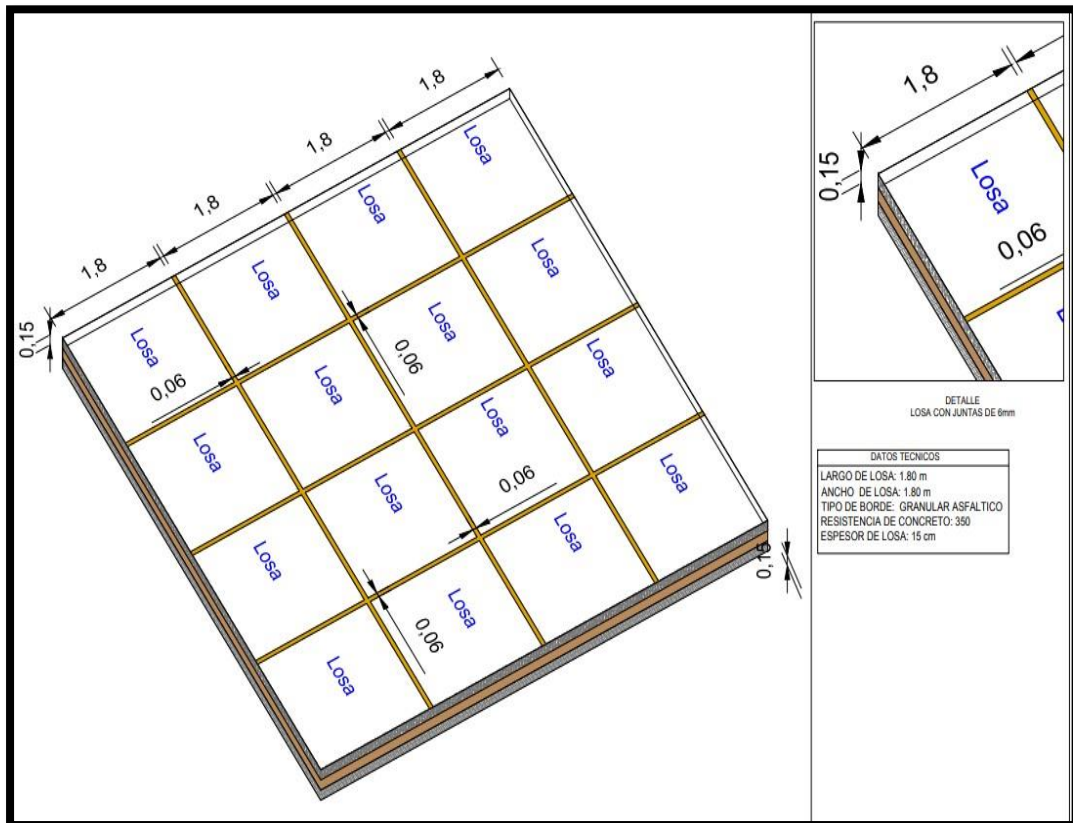 1,8
1,8
1,8
1,8
0,15
Losa
Losa
Losa
Losa
0,06
0,06
Losa
Losa
Losa
Losa
Losa
Losa
Losa
Losa
0,06
0,06
Losa
Losa
Losa
Losa
0,15
1,8
0,15
Losa
0,06
DETALLE
LOSA CON JUNTAS DE 6mm
DATOS TECNICOS
LARGO DE LOSA: 1.80 m
ANCHO DE LOSA: 1.80 m
TIPO DE BORDE: GRANULAR ASFALTICO
RESISTENCIA DE CONCRETO: 350
ESPESOR DE LOSA: 15 cm